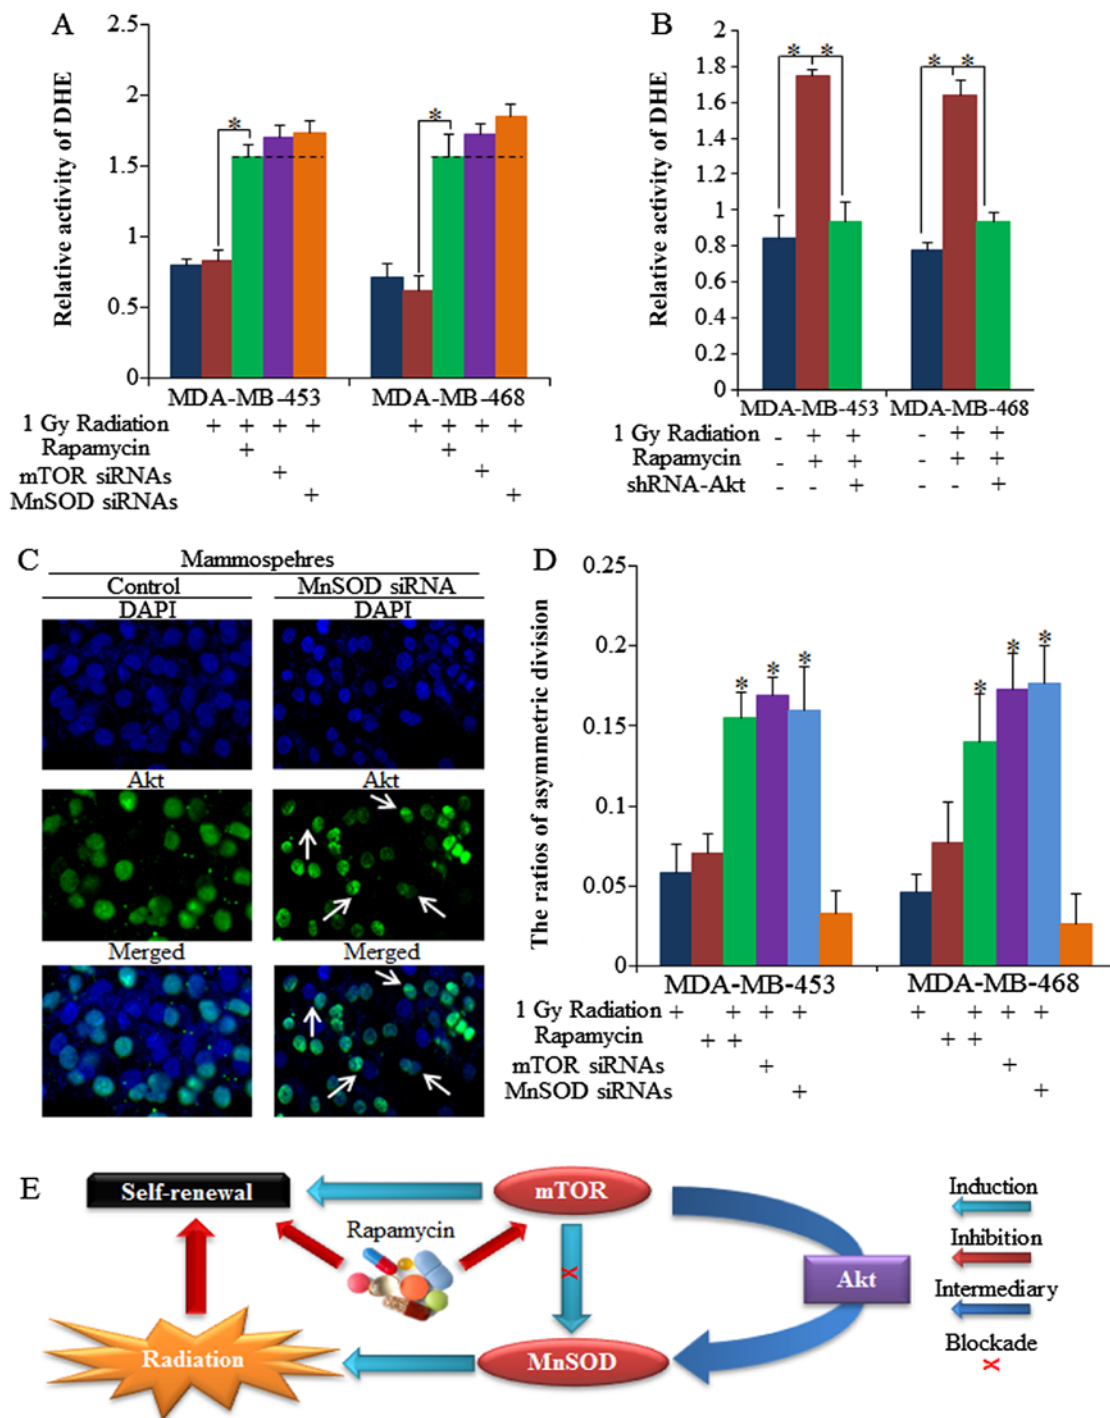 A
Relative activity of DHE
2.5
2
1.5
1
0.5
0
* *
MDA-MB-453 MDA-MB-468
1 Gy Radiation + + + + + + + +
Rapamycin + +
mTOR siRNAs + +
MnSOD siRNAs + +
B
Relative activity of DHE
2
1.8
1.6
1.4
1.2
1
0.8
0.6
0.4
0.2
0
* * * *
MDA-MB-453 MDA-MB-468
1 Gy Radiation - + + - + +
Rapamycin - + + - + +
shRNA-Akt - - + - - +
C
Mammospehres
Control MnSOD siRNA
DAPI DAPI
Akt Akt
Merged Merged
D
The ratios of asymmetric division
0.25
0.2
0.15
0.1
0.05
0
* * * * * *
MDA-MB-453 MDA-MB-468
1 Gy Radiation + + + + + + + +
Rapamycin + + + +
mTOR siRNAs + +
MnSOD siRNAs + +
E
Self-renewal
mTOR
Rapamycin
X
Akt
Radiation
MnSOD
Induction
Inhibition
Intermediary
Blockade
X